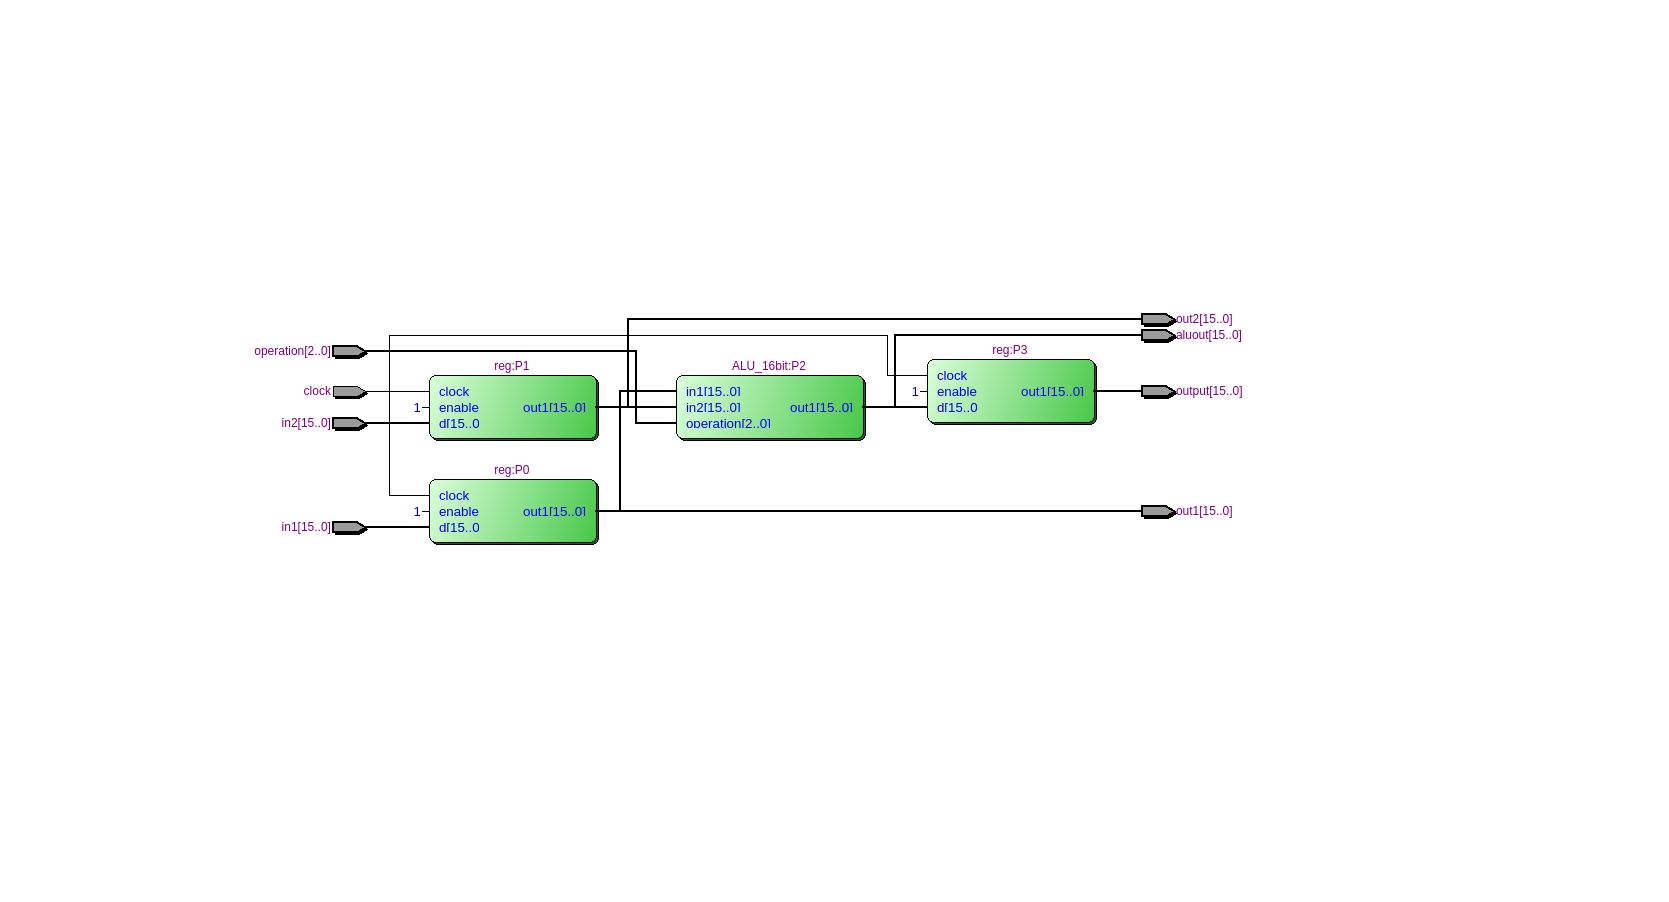 out2[15..0]
aluout[15..0]
operation[2..0]
reg:P1
ALU_16bit:P2
reg:P3
clock
clock
in1[15..0]
clock
1
enable
out1[15..0]
output[15..0]
1
enable
out1[15..0]
in2[15..0]
out1[15..0]
d[15..0
in2[15..0]
d[15..0
operation[2..0]
reg:P0
clock
1
enable
out1[15..0]
out1[15..0]
in1[15..0]
d[15..0